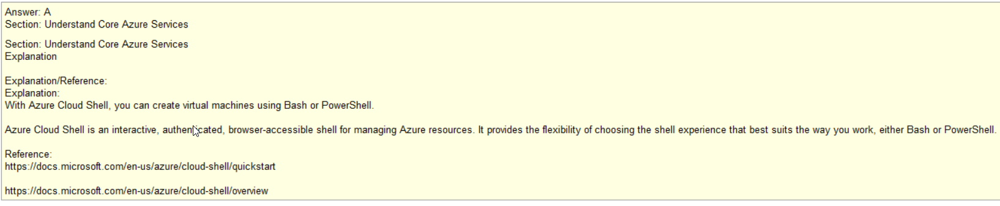 Answer: A
Section: Understand Core Azure Services
Section: Understand Core Azure Services
Explanation
Explanation/Reference:
Explanation:
With Azure Cloud Shell, you can create virtual machines using Bash or PowerShell.
Azure Cloud Shell is an interactive, authenticated, browser-accessible shell for managing Azure resources. It provides the flexibility of choosing the shell experience that best suits the way you work, either Bash or PowerShell.
Reference:
https://docs.microsoft.com/en-us/azure/cloud-shell/quickstart
https://docs.microsoft.com/en-us/azure/cloud-shell/overview